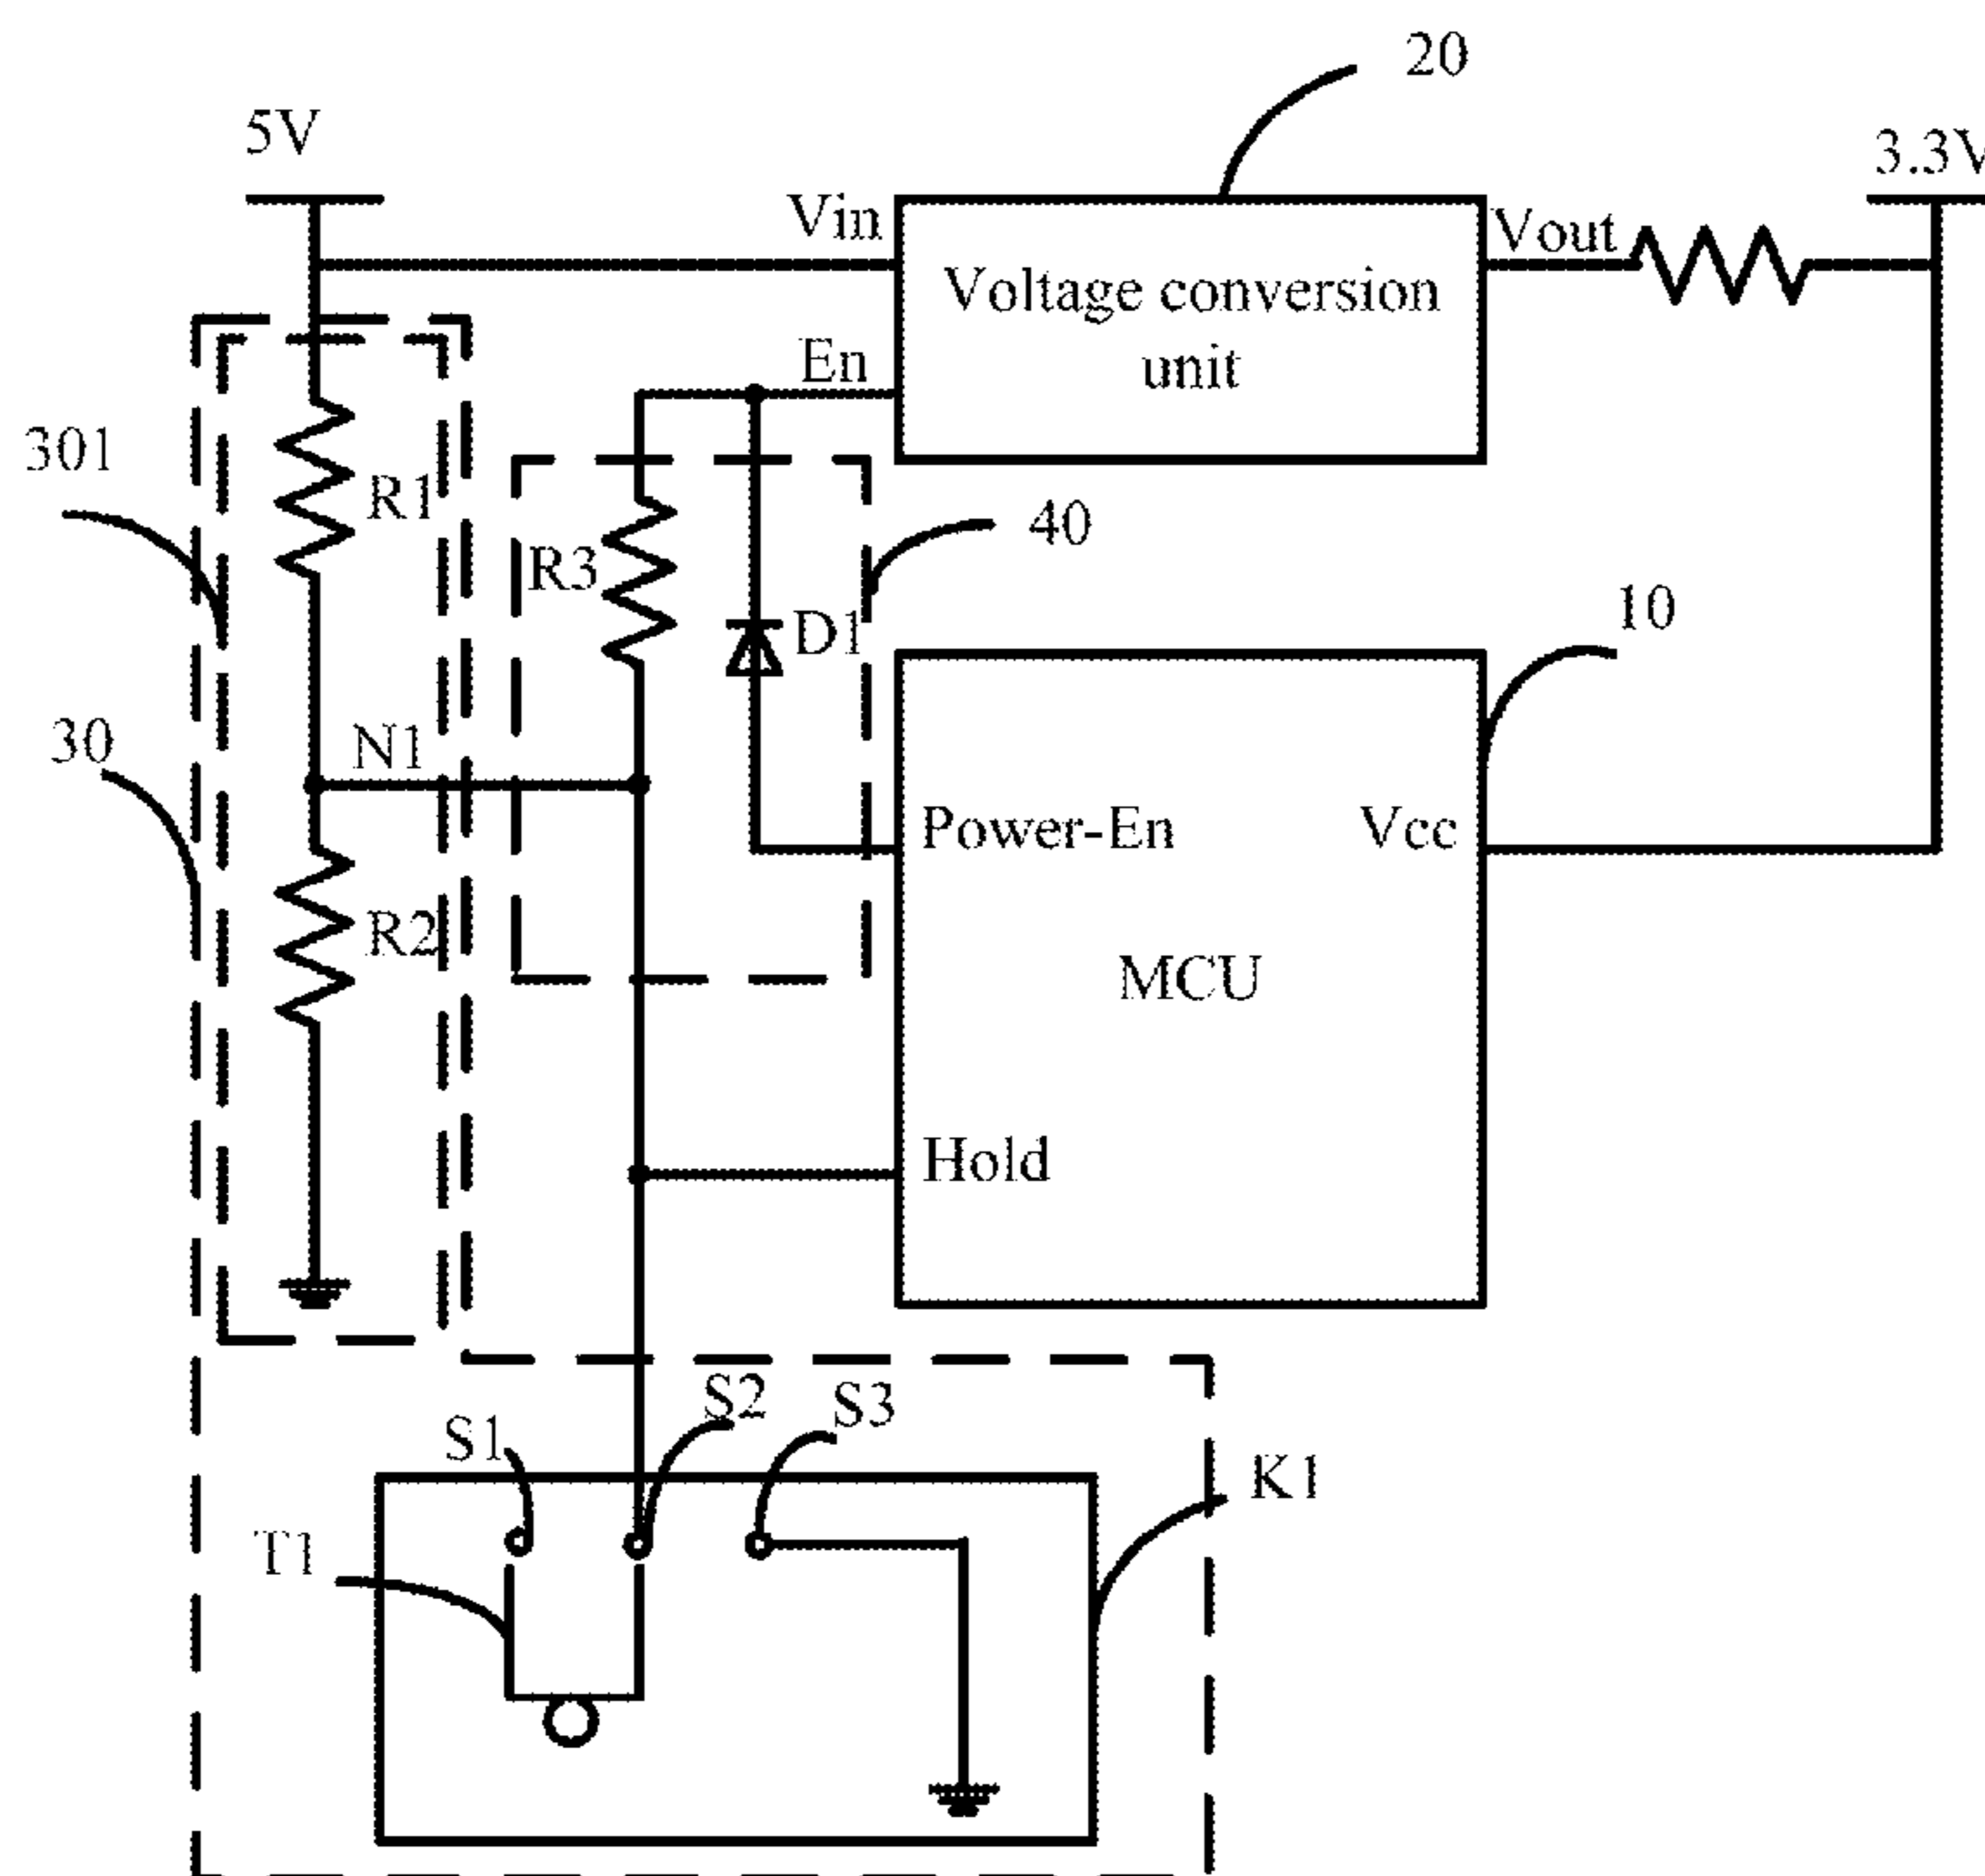 20
5V
3.3V
Vin
Vout
Voltage conversion
unit
En
301
R1
40
R3
10
D1
30
N1
Power-En
Vcc
R2
MCU
Hold
S1
S2
S3
K1
T1